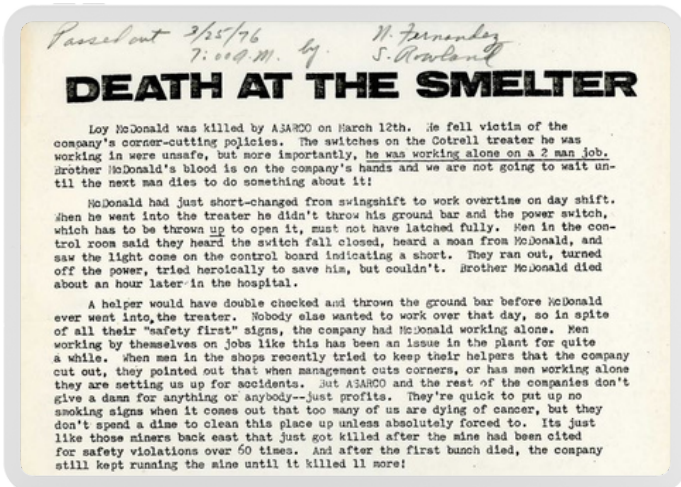 Passed out 3/25/76 N. Fernandez
7:00 A.M. by. S. Rowland
DEATH AT THE SMELTER
Loy McDonald was killed by ASARCO on March 12th. He fell victim of the
company's corner-cutting policies. The switches on the Cotrell treater he was
working in were unsafe, but more importantly, he was working alone on a 2 man job.
Brother McDonald's blood is on the company's hands and we are not going to wait un-
til the next man dies to do something about it!
McDonald had just short-changed from swingshift to work overtime on day shift.
When he went into the treater he didn't throw his ground bar and the power switch,
which has to be thrown up to open it, must not have latched fully. Men in the con-
trol room said they heard the switch fall closed, heard a moan from McDonald, and
saw the light come on the control board indicating a short. They ran out, turned
off the power, tried heroically to save him, but couldn't. Brother McDonald died
about an hour later in the hospital.
A helper would have double checked and thrown the ground bar before McDonald
ever went into the treater. Nobody else wanted to work over that day, so in spite
of all their "safety first" signs, the company had McDonald working alone. Men
working by themselves on jobs like this has been an issue in the plant for quite
a while. When men in the shops recently tried to keep their helpers that the company
cut out, they pointed out that when management cuts corners, or has men working alone
they are setting us up for accidents. But ASARCO and the rest of the companies don't
give a damn for anything or anybody--just profits. They're quick to put up no
smoking signs when it comes out that too many of us are dying of cancer, but they
don't spend a dime to clean this place up unless absolutely forced to. Its just
like those miners back east that just got killed after the mine had been cited
for safety violations over 60 times. And after the first bunch died, the company
still kept running the mine until it killed 11 more!